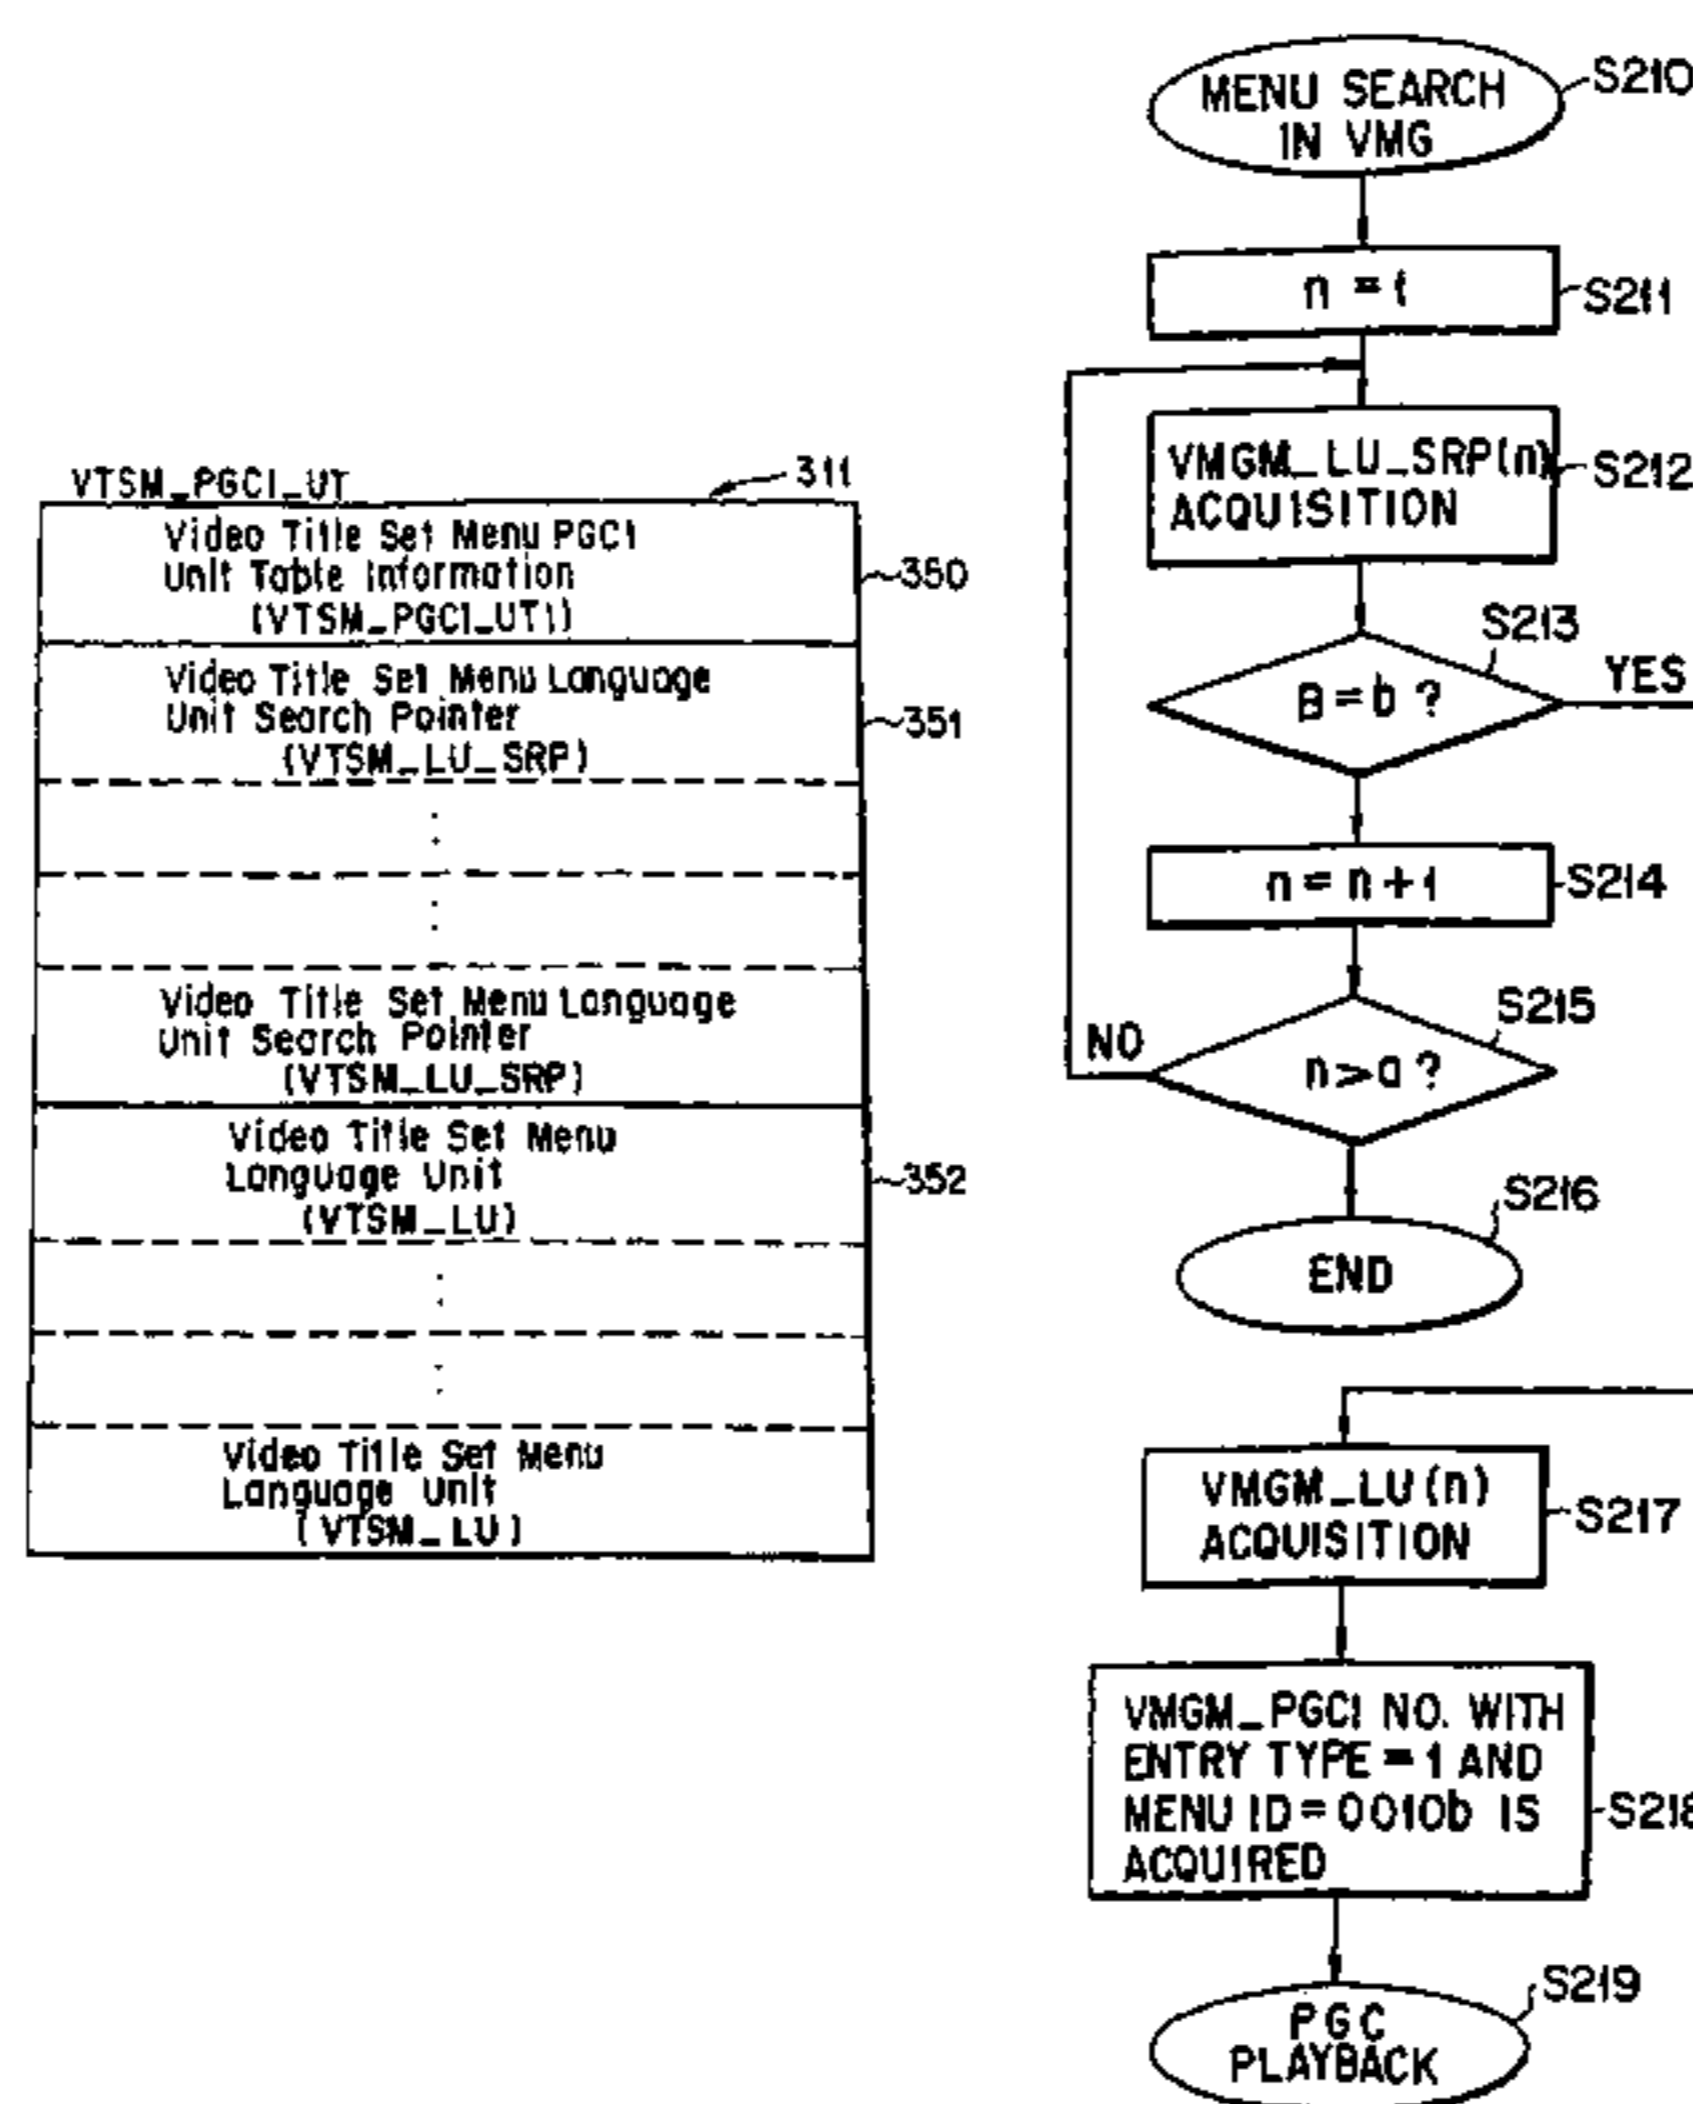 VTSM_PGCI_UT
311
Video Title Set Menu PGCI
Unit Table Information
(VTSM_PGCI_UTI)
350
Video Title Set Menu Language
Unit Search Pointer
(VTSM_LU_SRP)
351
Video Title Set Menu Language
Unit Search Pointer
(VTSM_LU_SRP)
Video Title Set Menu
Language Unit
(VTSM_LU)
352
Video Title Set Menu
Language Unit
(VTSM_LU)
MENU SEARCH
IN VMG
S210
n = 1
S211
VMGM_LU_SRP(n)
ACQUISITION
S212
S213
B = b ?
YES
n = n + 1
S214
S215
NO
n > a ?
S216
END
VMGM_LU (n)
ACQUISITION
S217
VMGM_PGCI NO. WITH
ENTRY TYPE = 1 AND
MENU ID = 0010b IS
ACQUIRED
S218
S219
PGC
PLAYBACK